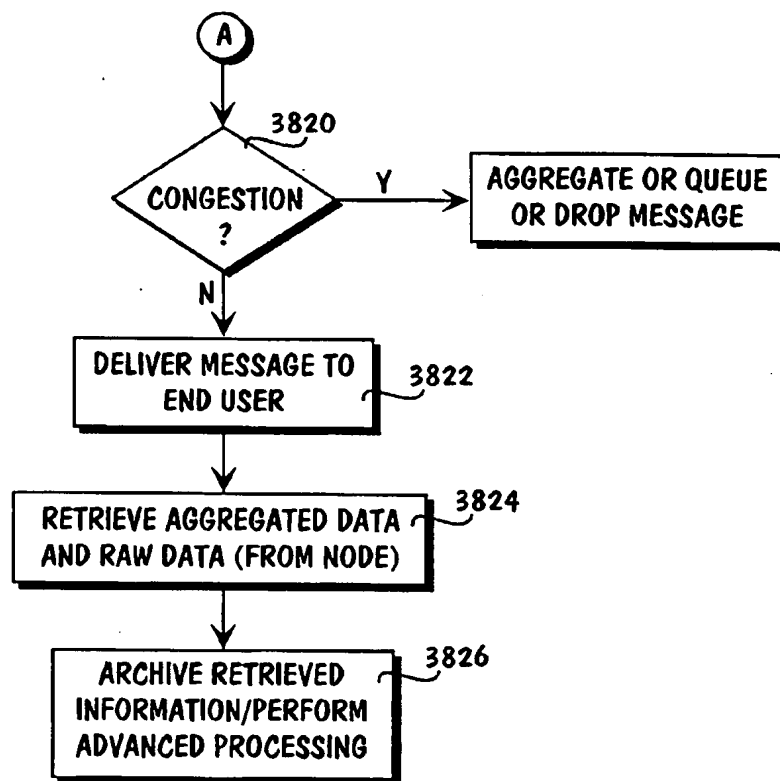 A
3820
CONGESTION
?
Y
AGGREGATE OR QUEUE
OR DROP MESSAGE
N
DELIVER MESSAGE TO
END USER
3822
RETRIEVE AGGREGATED DATA
AND RAW DATA (FROM NODE)
3824
ARCHIVE RETRIEVED
INFORMATION/PERFORM
ADVANCED PROCESSING
3826